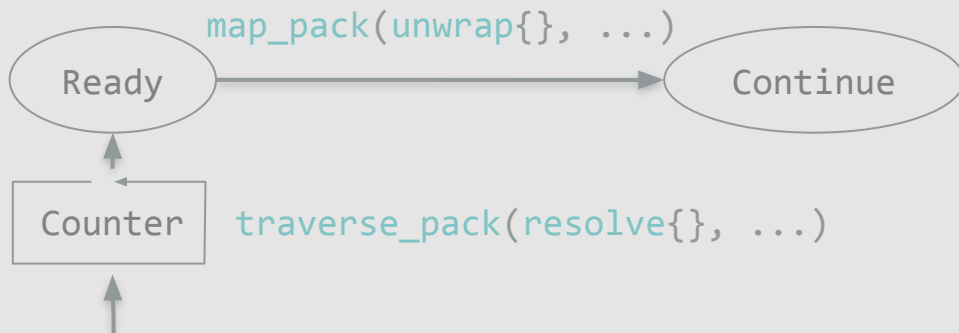 map_pack(unwrap{}, ...)
Ready
Continue
Counter
traverse_pack(resolve{}, ...)